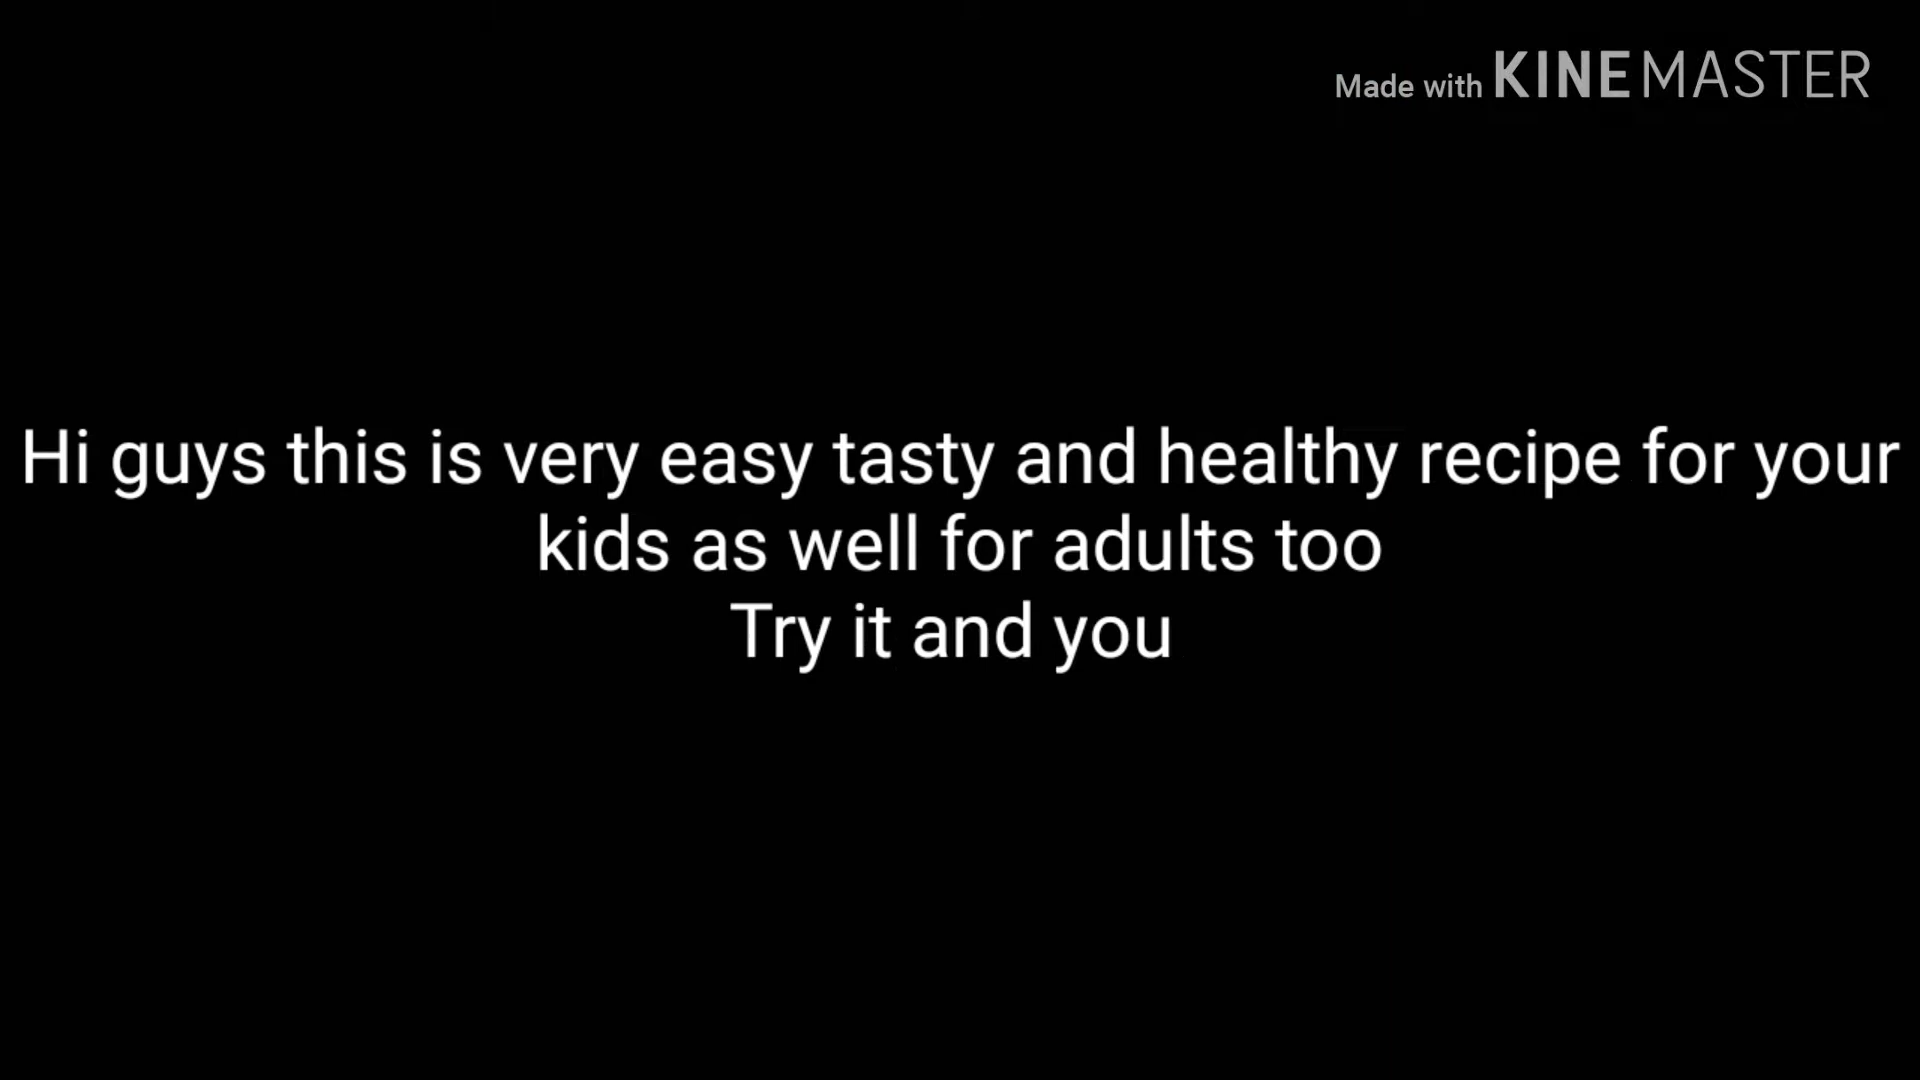 Made with KINEMASTER
Hi guys this is very easy tasty and healthy recipe for your
kids as well for adults too
Try it and you